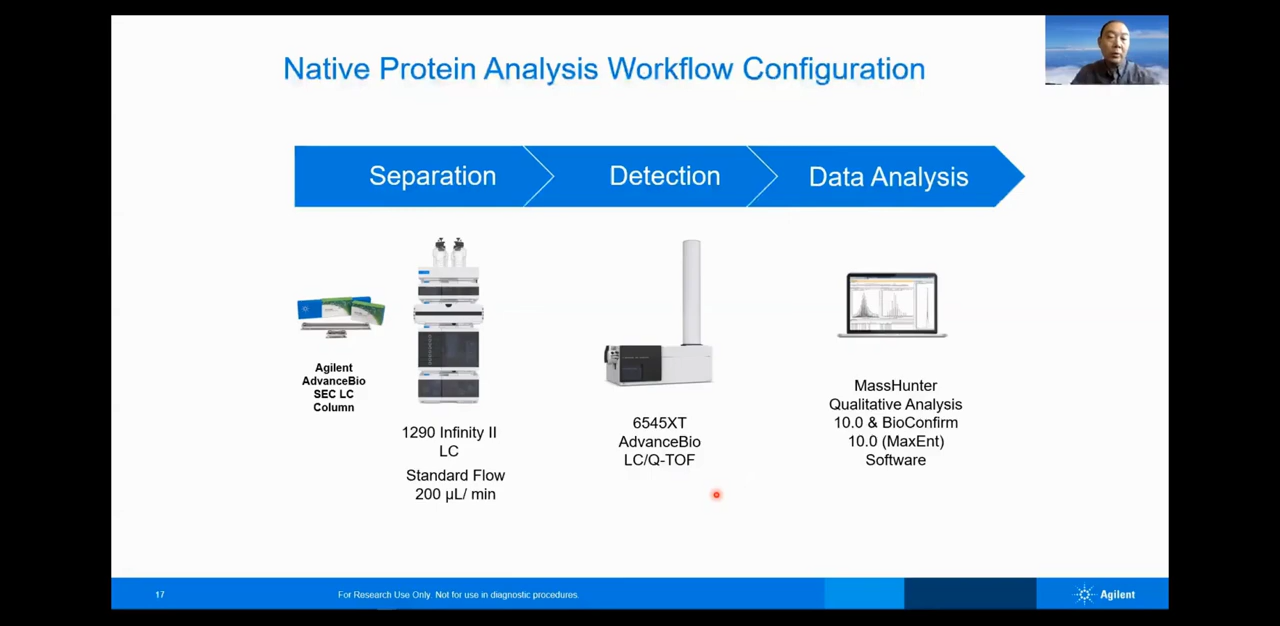 Native Protein Analysis Workflow Configuration
Separation
Detection
Data Analysis
Agilent
AdvanceBio
SEC LC
Column
1290 Infinity II
LC
Standard Flow
200 µL/ min
6545XT
AdvanceBio
LC/Q-TOF
MassHunter
Qualitative Analysis
10.0 & BioConfirm
10.0 (MaxEnt)
Software
17
For Research Use Only. Not for use in diagnostic procedures.
Agilent